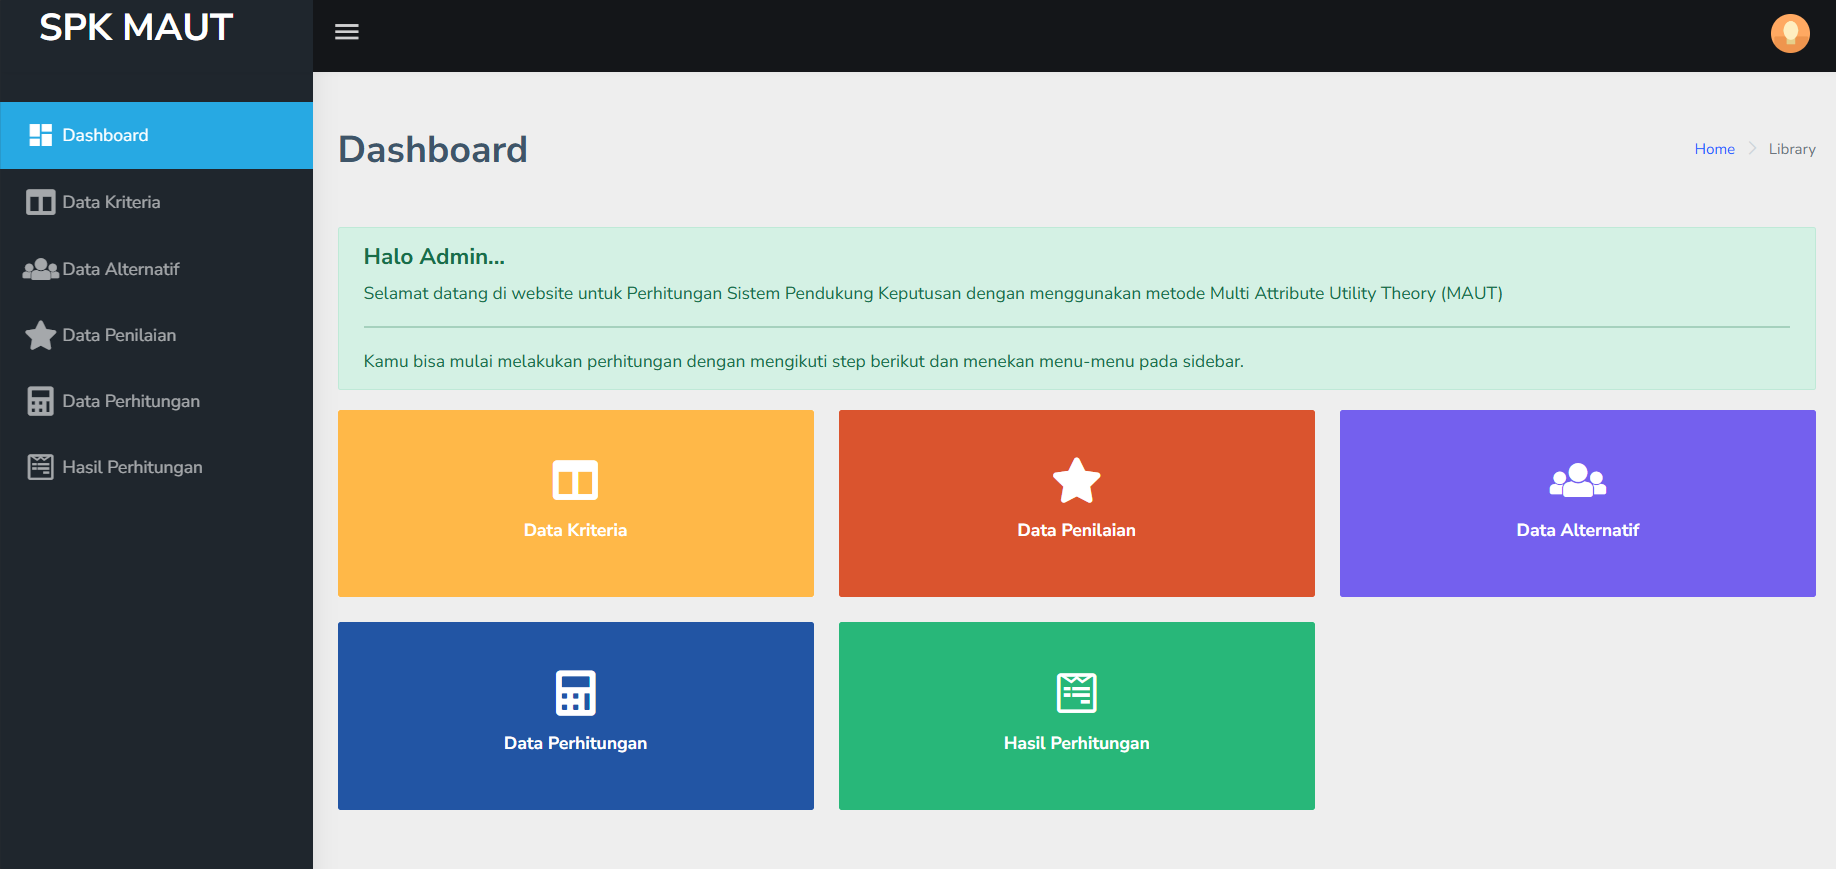 SPK MAUT
Dashboard
Data Kriteria
Data Alternatif
Data Penilaian
Data Perhitungan
Hasil Perhitungan
Dashboard
Home
Library
Halo Admin...
Selamat datang di website untuk Perhitungan Sistem Pendukung Keputusan dengan menggunakan metode Multi Attribute Utility Theory (MAUT)
Kamu bisa mulai melakukan perhitungan dengan mengikuti step berikut dan menekan menu-menu pada sidebar.
Data Kriteria
Data Penilaian
Data Alternatif
Data Perhitungan
Hasil Perhitungan